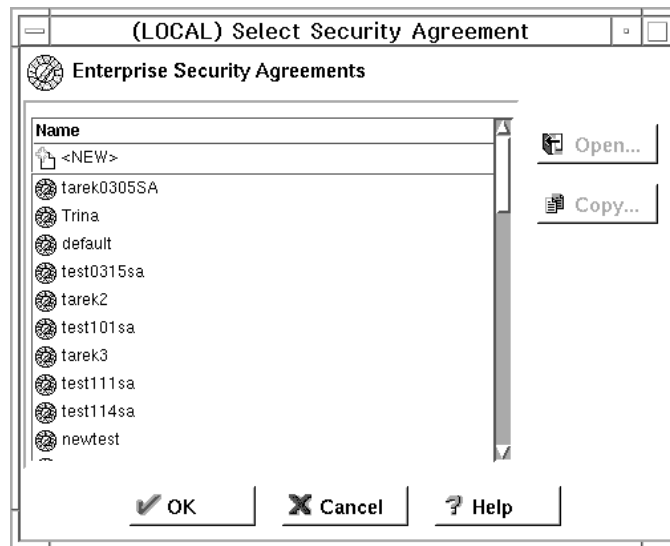 (LOCAL) Select Security Agreement
Enterprise Security Agreements
Name
<NEW>
tarek0305SA
Trina
default
test0315sa
tarek2
test101sa
tarek3
test111sa
test114sa
newtest
Open...
Copy...
OK
Cancel
Help